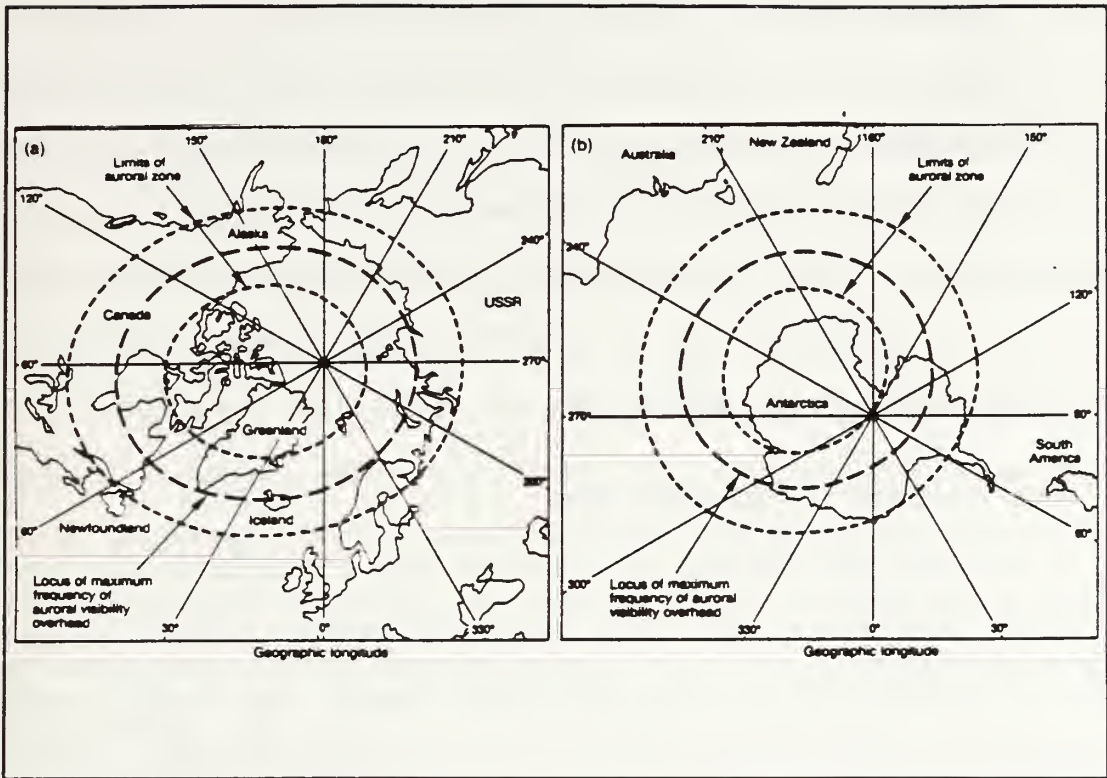 (a)
150°
180°
210°
Limits of
auroral zone
120°
Alaska
240°
USSR
Canada
270°
Greenland
300°
Iceland
Newfoundland
60°
Locus of maximum
frequency of
auroral visibility
overhead
30°
0°
330°
Geographic longitude
(b)
210°
New Zealand
180°
150°
Australia
Limits of
auroral zone
240°
120°
Antarctica
270°
90°
South
America
60°
300°
Locus of maximum
frequency of auroral
visibility overhead
330°
0°
30°
Geographic longitude